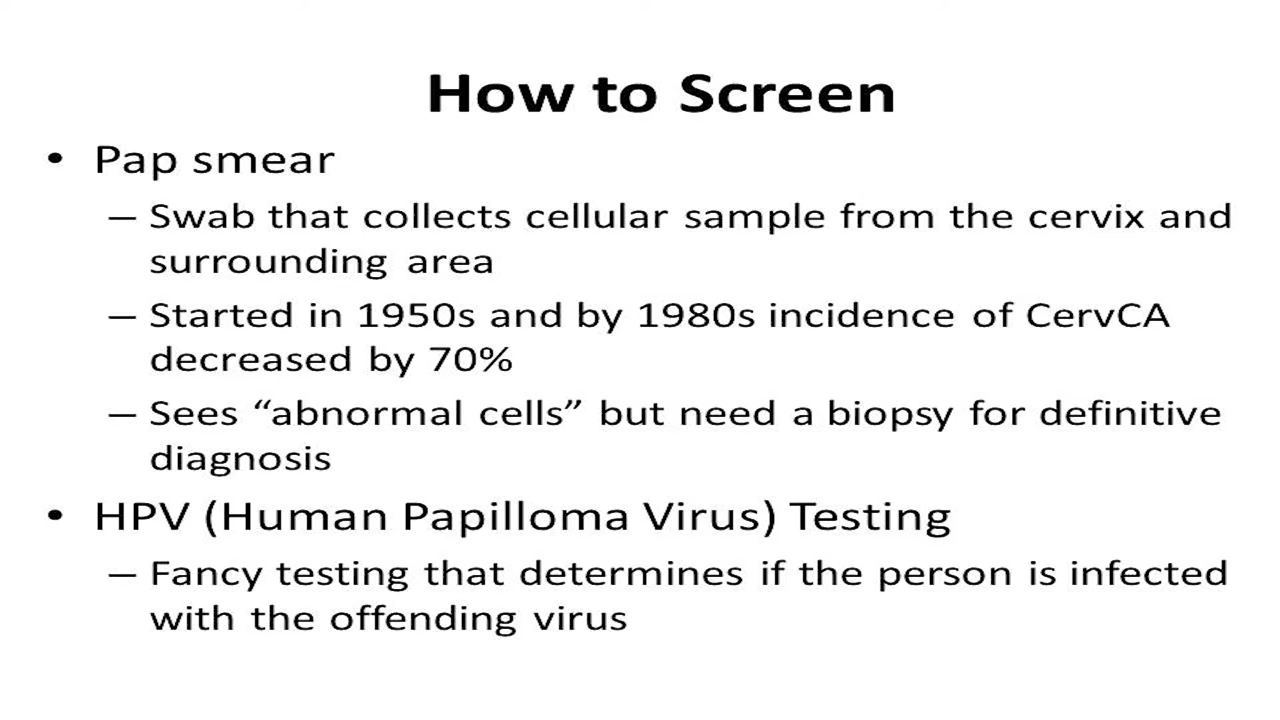 How to Screen
• Pap smear
– Swab that collects cellular sample from the cervix and
surrounding area
– Started in 1950s and by 1980s incidence of CervCA
decreased by 70%
– Sees “abnormal cells” but need a biopsy for definitive
diagnosis
• HPV (Human Papilloma Virus) Testing
– Fancy testing that determines if the person is infected
with the offending virus